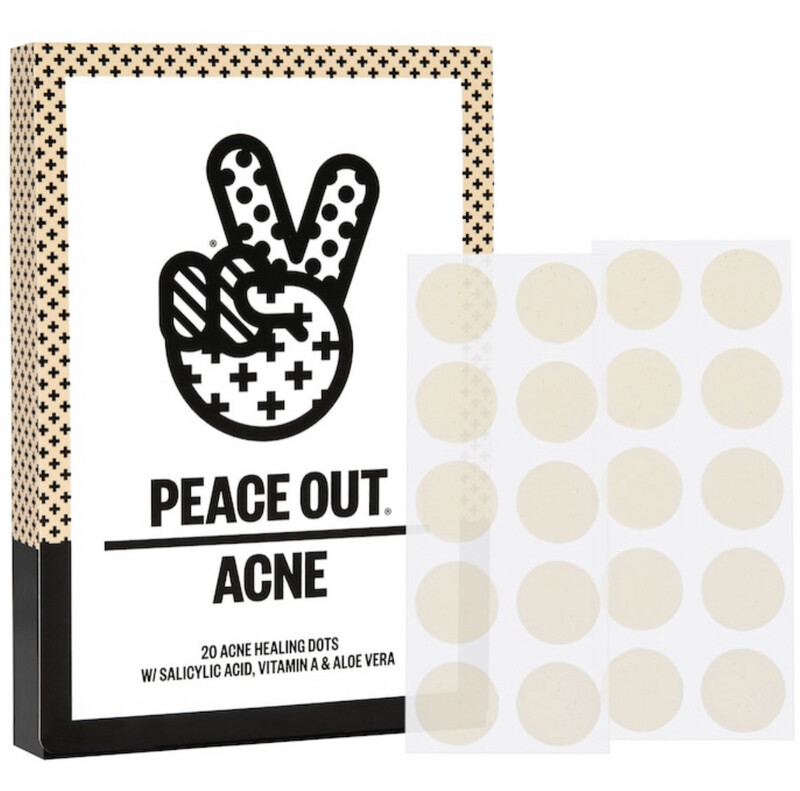 ®
PEACE OUT®
ACNE
20 ACNE HEALING DOTS
W/ SALICYLIC ACID, VITAMIN A & ALOE VERA